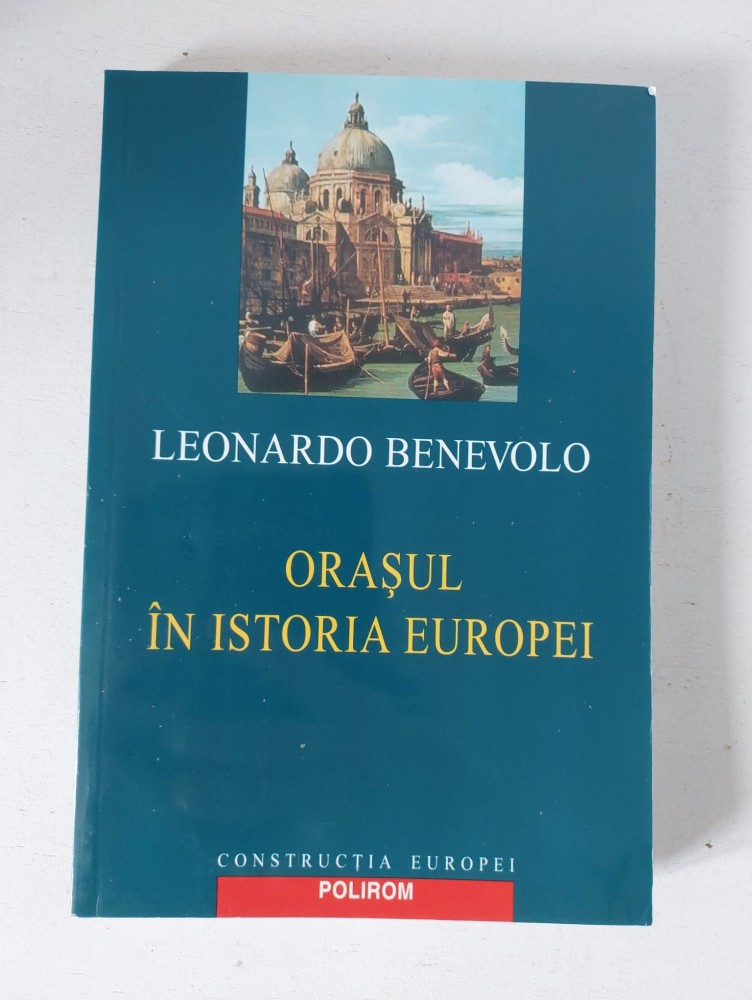 LEONARDO BENEVOLO
ORAŞUL
ÎN ISTORIA EUROPEI
CONSTRUCŢIA EUROPEI
POLIROM